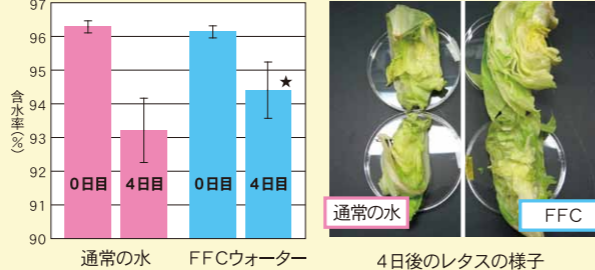 97
96
95
94
93
92
91
90
含水率(%)
0日目
4日目
0日目
4日目
★
通常の水
FFCウォーター
通常の水
FFC
4日後のレタスの様子